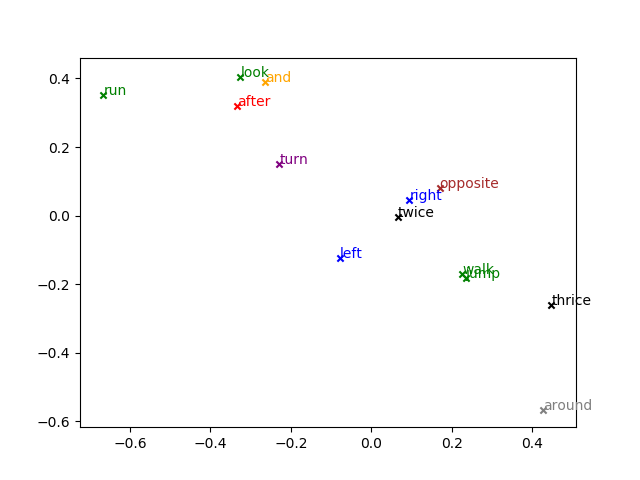 look
and
run
after
turn
opposite
right
twice
left
walk
jump
thrice
around
0.4
0.2
0.0
−0.2
−0.4
−0.6
−0.6 −0.4 −0.2 0.0 0.2 0.4